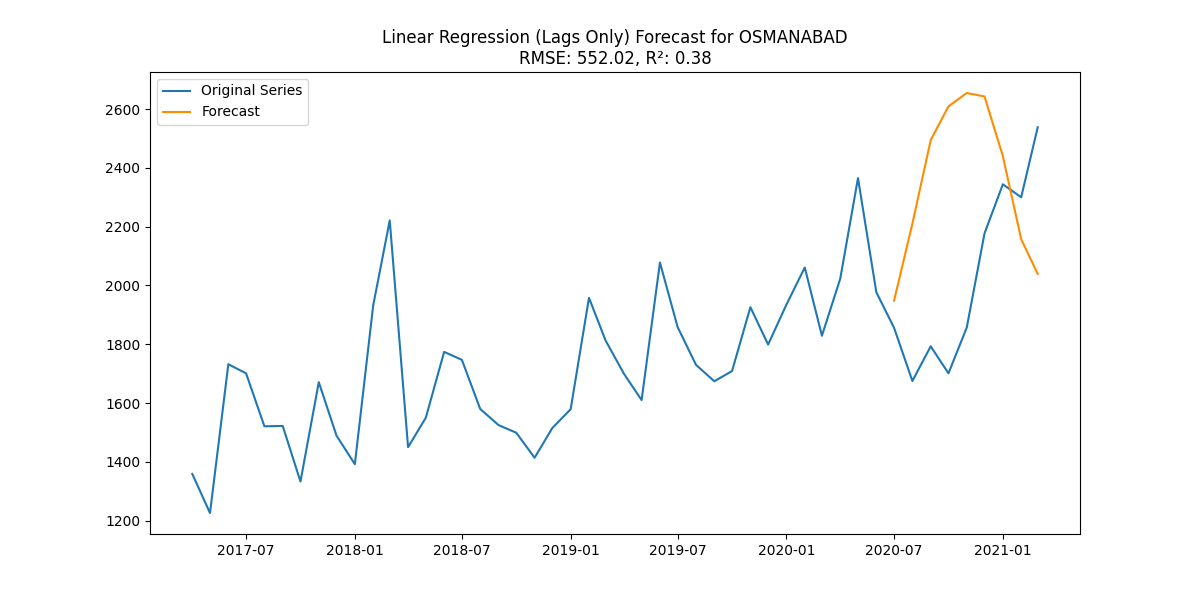 Linear Regression (Lags Only) Forecast for OSMANABAD
RMSE: 552.02, R²: 0.38
Original Series
Forecast
2600
2400
2200
2000
1800
1600
1400
1200
2017-07 2018-01 2018-07 2019-01 2019-07 2020-01 2020-07 2021-01